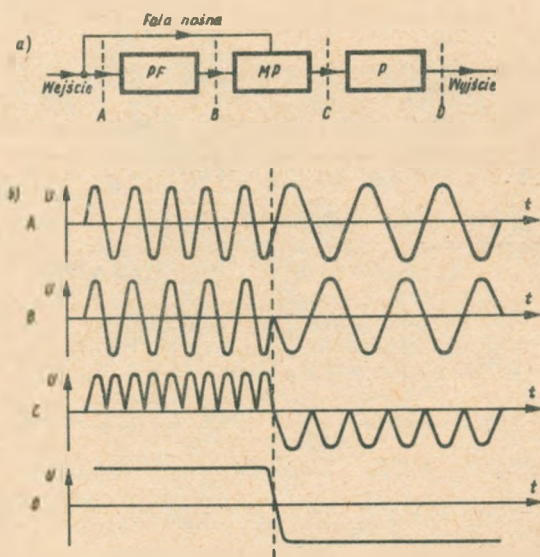 a) Fala nośna
Wejście PF MP P Wyjście
A B C D
b) U t
A
U t
B
U t
C
U t
D